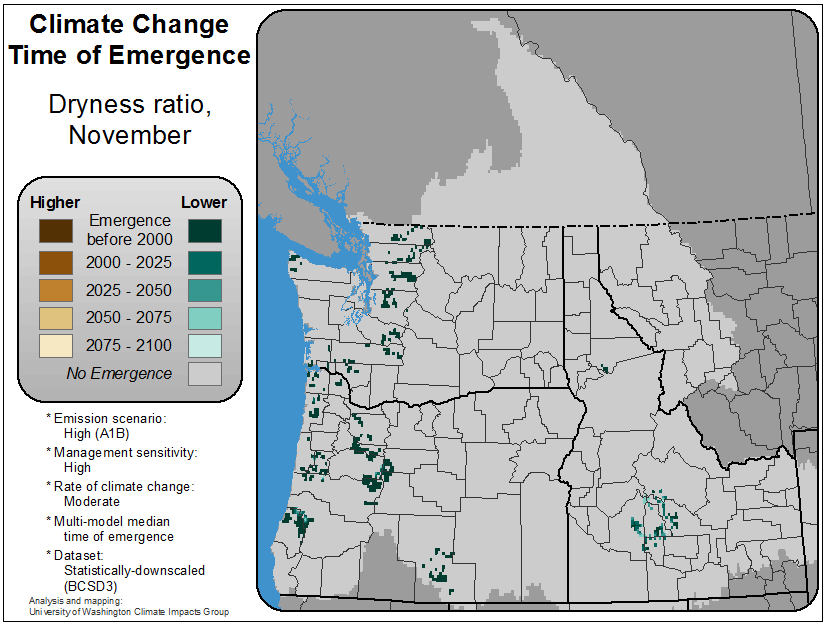 Climate Change
Time of Emergence
Dryness ratio,
November
Higher Lower
Emergence
before 2000
2000 - 2025
2025 - 2050
2050 - 2075
2075 - 2100
No Emergence
* Emission scenario:
High (A1B)
* Management sensitivity:
High
* Rate of climate change:
Moderate
* Multi-model median
time of emergence
* Dataset:
Statistically-downscaled
(BCSD3)
Analysis and mapping:
University of Washington Climate Impacts Group